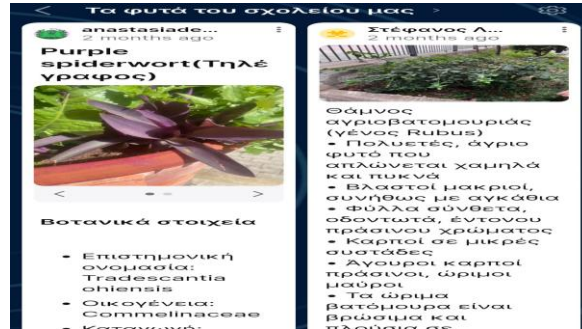 Τα φυτά του σχολείου μας
anastasiade...
2 months ago
Purple
spiderwort(Τηλέ
γραφος)
Βοτανικά στοιχεία
• Επιστημονική
ονομασία:
Tradescantia
ohiensis
• Οικογένεια:
Commelinaceae
• Καταγωγή:
Στέφανος Λ...
2 months ago
Θάμνος
αγριοβατομουριάς
(γένος Rubus)
• Πολυετές, άγριο
φυτό που
απλώνεται χαμηλά
και πυκνά
• Βλαστοί μακριοί,
συνήθως με αγκάθια
• Φύλλα σύνθετα,
οδοντωτά, έντονου
πράσινου χρώματος
• Καρποί σε μικρές
συστάδες
• Άγουροι καρποί
πράσινοι, ώριμοι
μαύροι
• Τα ώριμα
βατόμουρα είναι
βρώσιμα και
πλούσια σε